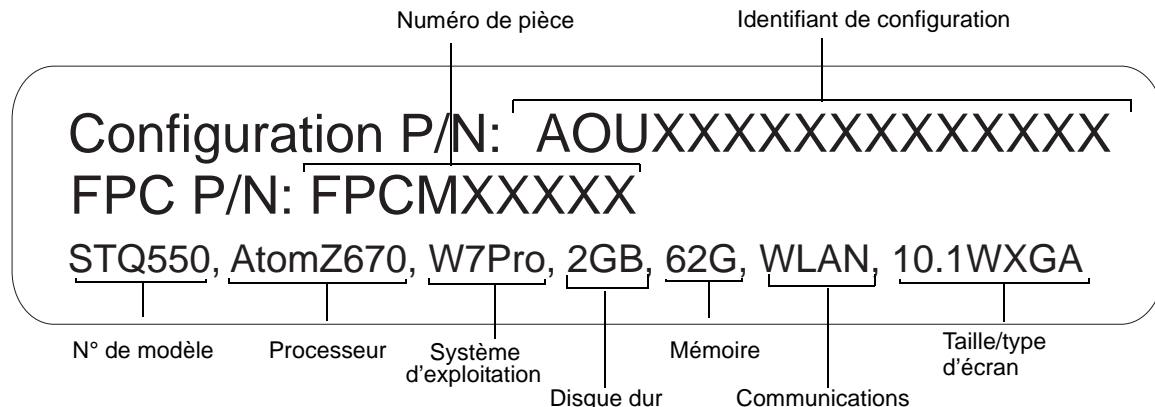 Numéro de pièce
Identifiant de configuration
Configuration P/N: AOUXXXXXXXXXXXXXX
FPC P/N: FPCMXXXXX
STQ550, AtomZ670, W7Pro, 2GB, 62G, WLAN, 10.1WXGA
N° de modèle
Processeur
Système
d'exploitation
Disque dur
Mémoire
Communications
Taille/type
d'écran